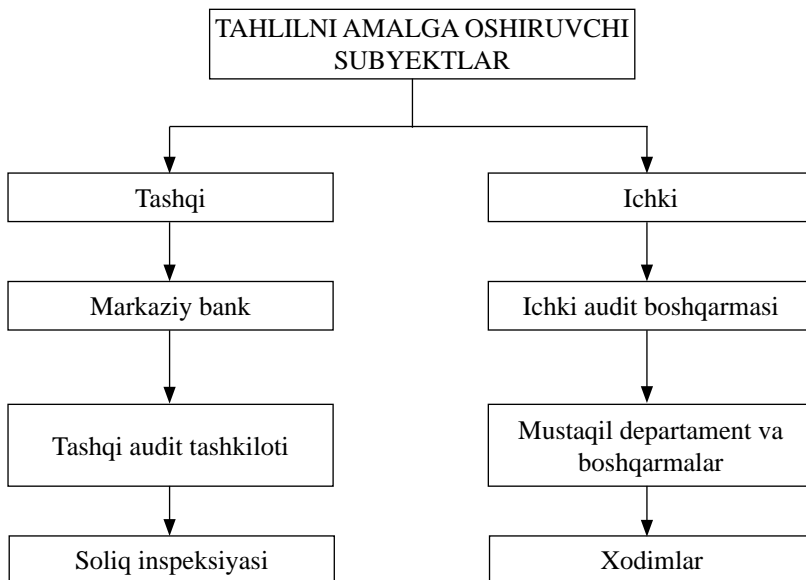 TAHLILNI AMALGA OSHIRUVCHI
SUBYEKTLAR
Tashqi
Ichki
Markaziy bank
Ichki audit boshqarmasi
Tashqi audit tashkiloti
Mustaqil departament va
boshqarmalar
Soliq inspeksiyasi
Xodimlar